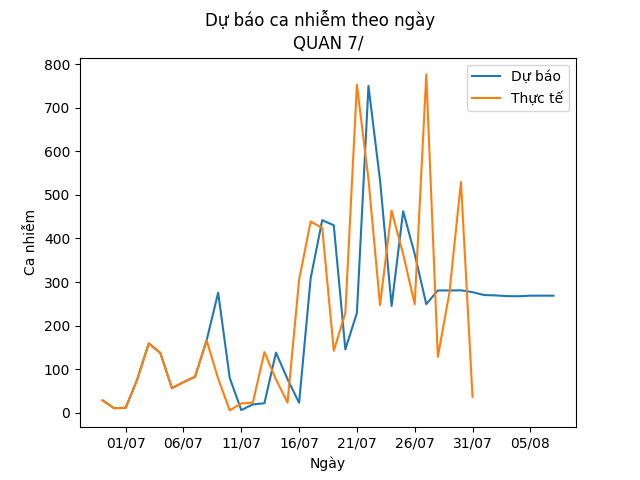 Dự báo ca nhiễm theo ngày
QUAN 7/
800
700
600
500
400
300
200
100
0
Ca nhiễm
Dự báo
Thực tế
01/07 06/07 11/07 16/07 21/07 26/07 31/07 05/08
Ngày